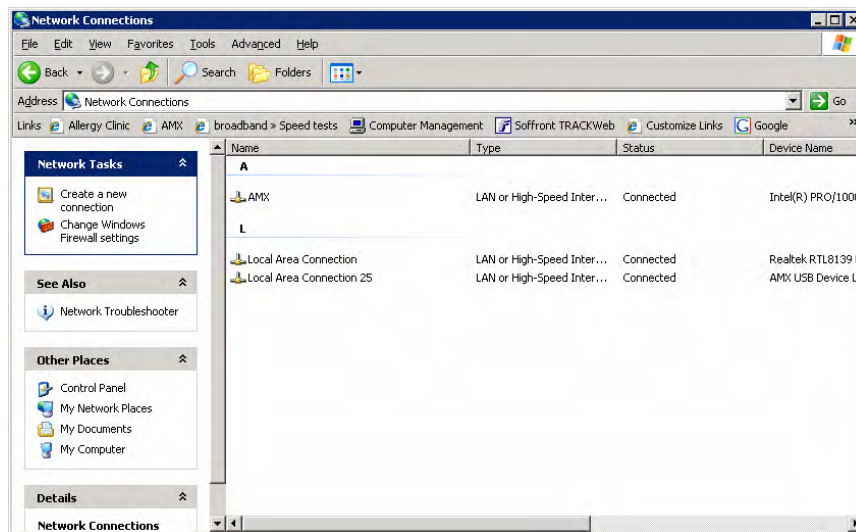 Network Connections
File Edit View Favorites Tools Advanced Help
Back Search Folders
Address Network Connections Go
Links Allergy Clinic AMX broadband » Speed tests Computer Management Soffront TRACKWeb Customize Links Google »
Network Tasks
Create a new
connection
Change Windows
Firewall settings
See Also
Network Troubleshooter
Other Places
Control Panel
My Network Places
My Documents
My Computer
Details
Network Connections
Name Type Status Device Name
A
AMX LAN or High-Speed Inter... Connected Intel(R) PRO/100
L
Local Area Connection LAN or High-Speed Inter... Connected Realtek RTL8139
Local Area Connection 25 LAN or High-Speed Inter... Connected AMX USB Device L